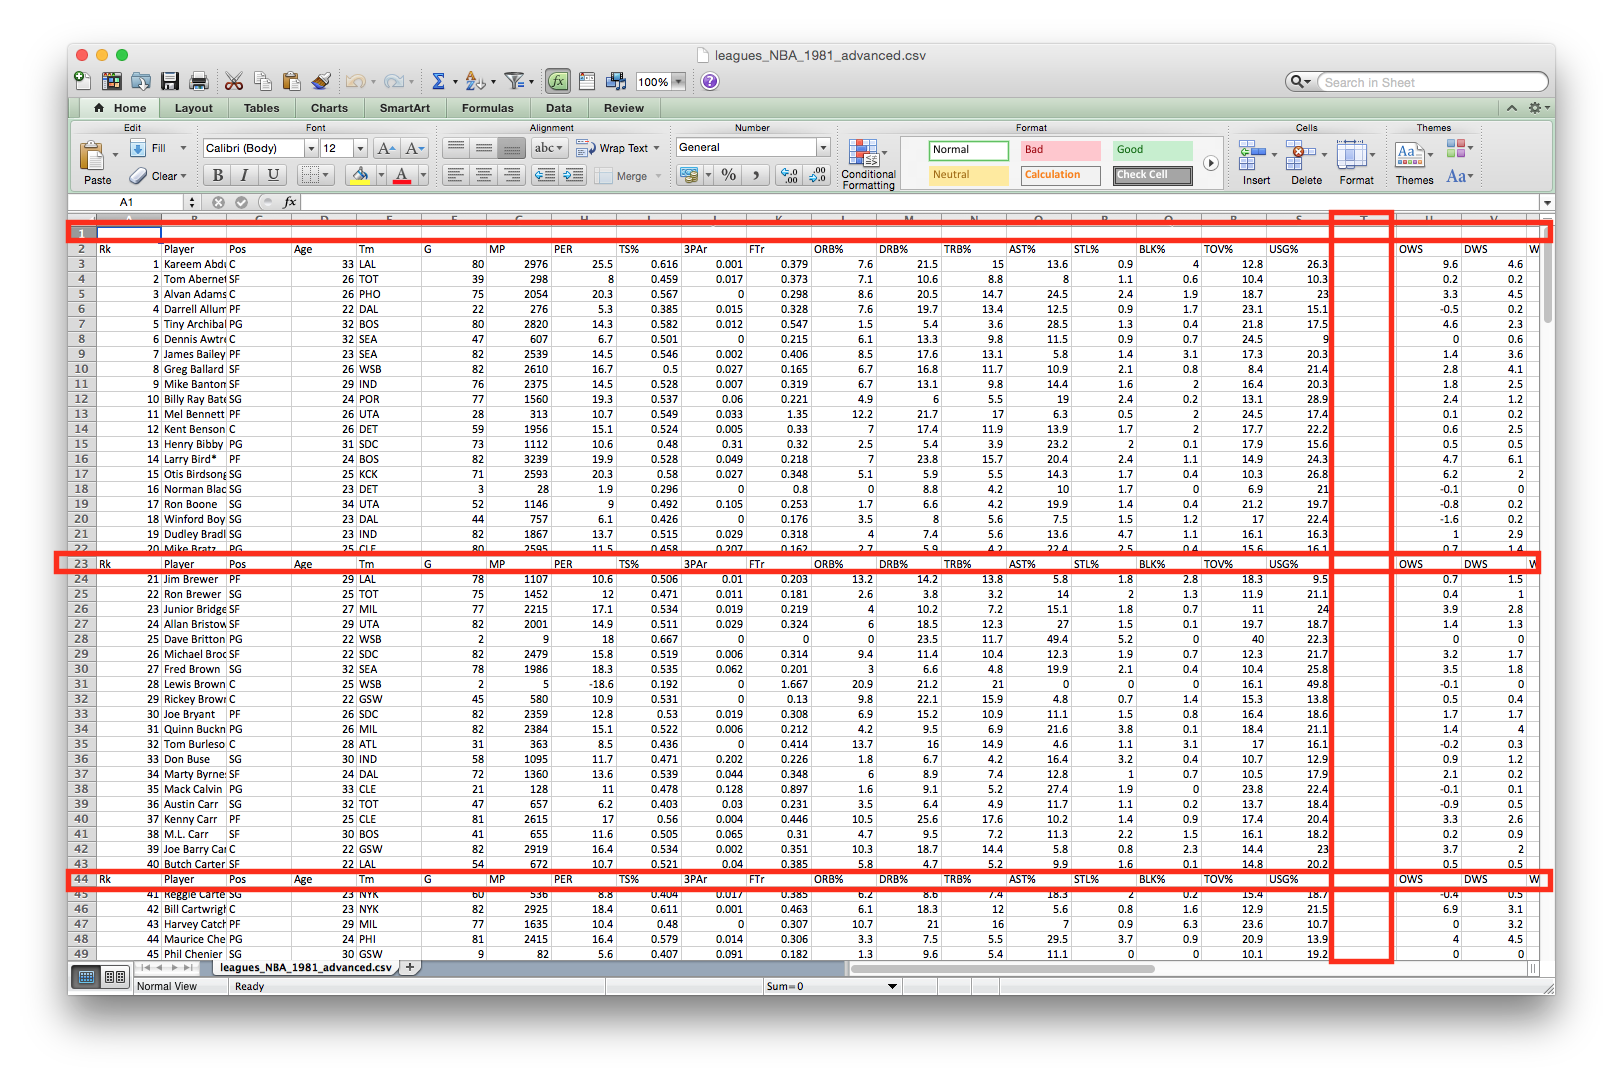 leagues_NBA_1981_advanced.csv
100% Search in Sheet
Home Layout Tables Charts SmartArt Formulas Data Review
Edit Font Alignment Number Format Cells Themes
Fill Calibri (Body) 12 abc Wrap Text General Normal Bad Good
Paste Clear B I U Merge % Conditional Formatting Neutral Calculation Check Cell Insert Delete Format Themes Aa
A1 fx
1
2 Rk Player Pos Age Tm G MP PER TS% 3PAr FTr ORB% DRB% TRB% AST% STL% BLK% TOV% USG% OWS DWS W
3 1 Kareem Abdu C 33 LAL 80 2976 25.5 0.616 0.001 0.379 7.6 21.5 15 13.6 0.9 4 12.8 26.3 9.6 4.6
4 2 Tom Abernet SF 26 TOT 39 298 8 0.459 0.017 0.373 7.1 10.6 8.8 8 1.1 0.6 10.4 10.3 0.2 0.2
5 3 Alvan Adams C 26 PHO 75 2054 20.3 0.567 0 0.298 8.6 20.5 14.7 24.5 2.4 1.9 18.7 23 3.3 4.5
6 4 Darrell Allum PF 22 DAL 22 276 5.3 0.385 0.015 0.328 7.6 19.7 13.4 12.5 0.9 1.7 23.1 15.1 -0.5 0.2
7 5 Tiny Archibal PG 32 BOS 80 2820 14.3 0.582 0.012 0.547 1.5 5.4 3.6 28.5 1.3 0.4 21.8 17.5 4.6 2.3
8 6 Dennis Awtre C 32 SEA 47 607 6.7 0.501 0 0.215 6.1 13.3 9.8 11.5 0.9 0.7 24.5 9 0 0.6
9 7 James Bailey PF 23 SEA 82 2539 14.5 0.546 0.002 0.406 8.5 17.6 13.1 5.8 1.4 3.1 17.3 20.3 1.4 3.6
10 8 Greg Ballard SF 26 WSB 82 2610 16.7 0.5 0.027 0.165 6.7 16.8 11.7 10.9 2.1 0.8 8.4 21.4 2.8 4.1
11 9 Mike Banton SF 29 IND 76 2375 14.5 0.528 0.007 0.319 6.7 13.1 9.8 14.4 1.6 2 16.4 20.3 1.8 2.5
12 10 Billy Ray Bate SG 24 POR 77 1560 19.3 0.537 0.06 0.221 4.9 6 5.5 19 2.4 0.2 13.1 28.9 2.4 1.2
13 11 Mel Bennett PF 26 UTA 28 313 10.7 0.549 0.033 1.35 12.2 21.7 17 6.3 0.5 2 24.5 17.4 0.1 0.2
14 12 Kent Benson C 26 DET 59 1956 15.1 0.524 0.005 0.33 7 17.4 11.9 13.9 1.7 2 17.7 22.2 0.6 2.5
15 13 Henry Bibby PG 31 SDC 73 1112 10.6 0.48 0.31 0.32 2.5 5.4 3.9 23.2 2 0.1 17.9 15.6 0.5 0.5
16 14 Larry Bird* PF 24 BOS 82 3239 19.9 0.528 0.049 0.218 7 23.8 15.7 20.4 2.4 1.1 14.9 24.3 4.7 6.1
17 15 Otis Birdsong SG 25 KCK 71 2593 20.3 0.58 0.027 0.348 5.1 5.9 5.5 14.3 1.7 0.4 10.3 26.8 6.2 2
18 16 Norman Blac SG 23 DET 3 28 1.9 0.296 0 0.8 0 8.8 4.2 10 1.7 0 6.9 21 -0.1 0
19 17 Ron Boone SG 34 UTA 52 1146 9 0.492 0.105 0.253 1.7 6.6 4.2 19.9 1.4 0.4 21.2 19.7 -0.8 0.2
20 18 Winford Boy SG 23 DAL 44 757 6.1 0.426 0 0.176 3.5 8 5.6 7.5 1.5 1.2 17 22.4 -1.6 0.2
21 19 Dudley Bradl SG 23 IND 82 1867 13.7 0.515 0.029 0.318 4 7.4 5.6 13.6 4.7 1.1 16.1 16.3 1 2.9
22 20 Mike Bratz PG 25 CLE 80 2595 11.5 0.458 0.207 0.162 2.7 5.9 4.2 22.4 2.5 0.4 15.6 16.1 0.7 1.4
23 Rk Player Pos Age Tm G MP PER TS% 3PAr FTr ORB% DRB% TRB% AST% STL% BLK% TOV% USG% OWS DWS W
24 21 Jim Brewer PF 29 LAL 78 1107 10.6 0.506 0.01 0.203 13.2 14.2 13.8 5.8 1.8 2.8 18.3 9.5 0.7 1.5
25 22 Ron Brewer SG 25 TOT 75 1452 12 0.471 0.011 0.181 2.6 3.8 3.2 14 2 1.3 11.9 21.1 0.4 1
26 23 Junior Bridge SF 27 MIL 77 2215 17.1 0.534 0.019 0.219 4 10.2 7.2 15.1 1.8 0.7 11 24 3.9 2.8
27 24 Allan Bristow SF 29 UTA 82 2001 14.9 0.511 0.029 0.324 6 18.5 12.3 27 1.5 0.1 19.7 18.7 1.4 1.3
28 25 Dave Britton PG 22 WSB 2 9 18 0.667 0 0 0 23.5 11.7 49.4 5.2 0 40 22.3 0 0
29 26 Michael Broo SF 22 SDC 82 2479 15.8 0.519 0.006 0.314 9.4 11.4 10.4 12.3 1.9 0.7 12.3 21.7 3.2 1.7
30 27 Fred Brown SG 32 SEA 78 1986 18.3 0.535 0.062 0.201 3 6.6 4.8 19.9 2.1 0.4 10.4 25.8 3.5 1.8
31 28 Lewis Brown C 25 WSB 2 5 -18.6 0.192 0 1.667 20.9 21.2 21 0 0 0 16.1 49.8 -0.1 0
32 29 Rickey Brown C 22 GSW 45 580 10.9 0.531 0 0.13 9.8 22.1 15.9 4.8 0.7 1.4 15.3 13.8 0.5 0.4
33 30 Joe Bryant PF 26 SDC 82 2359 12.8 0.53 0.019 0.308 6.9 15.2 10.9 11.1 1.5 0.8 16.4 18.6 1.7 1.7
34 31 Quinn Buckn PG 26 MIL 82 2384 15.1 0.522 0.006 0.212 4.2 9.5 6.9 21.6 3.8 0.1 18.4 21.1 1.4 4
35 32 Tom Burleso C 28 ATL 31 363 8.5 0.436 0 0.414 13.7 16 14.9 4.6 1.1 3.1 17 16.1 -0.2 0.3
36 33 Don Buse SG 30 IND 58 1095 11.7 0.471 0.202 0.226 1.8 6.7 4.2 16.4 3.2 0.4 10.7 12.9 0.9 1.2
37 34 Marty Byrnes SF 24 DAL 72 1360 13.6 0.539 0.044 0.348 6 8.9 7.4 12.8 1 0.7 10.5 17.9 2.1 0.2
38 35 Mack Calvin PG 33 CLE 21 128 11 0.478 0.128 0.897 1.6 9.1 5.2 27.4 1.9 0 23.8 22.4 -0.1 0.1
39 36 Austin Carr SG 32 TOT 47 657 6.2 0.403 0.03 0.231 3.5 6.4 4.9 11.7 1.1 0.2 13.7 18.4 -0.9 0.5
40 37 Kenny Carr PF 25 CLE 81 2615 17 0.56 0.004 0.446 10.5 25.6 17.6 10.2 1.4 0.9 17.4 20.4 3.3 2.6
41 38 M.L. Carr SF 30 BOS 41 655 11.6 0.505 0.065 0.31 4.7 9.5 7.2 11.3 2.2 1.5 16.1 18.2 0.2 0.9
42 39 Joe Barry Car C 22 GSW 82 2919 16.4 0.534 0.002 0.351 10.3 18.7 14.4 5.8 0.8 2.3 14.4 23 3.7 2
43 40 Butch Carter SF 22 LAL 54 672 10.7 0.521 0.04 0.385 5.8 4.7 5.2 9.9 1.6 0.1 14.8 20.2 0.5 0.5
44 Rk Player Pos Age Tm G MP PER TS% 3PAr FTr ORB% DRB% TRB% AST% STL% BLK% TOV% USG% OWS DWS W
45 41 Reggie Carte SG 23 NYK 60 536 8.8 0.404 0.017 0.385 6.2 8.6 7.4 18.3 2 0.2 15.4 18.7 -0.4 0.5
46 42 Bill Cartwrigh C 23 NYK 82 2925 18.4 0.611 0.001 0.463 6.1 18.3 12 5.6 0.8 1.6 12.9 21.5 6.9 3.1
47 43 Harvey Catch PF 29 MIL 77 1635 10.4 0.48 0 0.307 10.7 21 16 7 0.9 6.3 23.6 10.7 0 3.2
48 44 Maurice Che PG 24 PHI 81 2415 16.4 0.579 0.014 0.306 3.3 7.5 5.5 29.5 3.7 0.9 20.9 13.9 4 4.5
49 45 Phil Chenier SG 30 GSW 9 82 5.6 0.407 0.091 0.182 1.3 9.6 5.4 11.1 0 0 10.1 19.2 0 0
leagues_NBA_1981_advanced.csv
Normal View Ready Sum=0